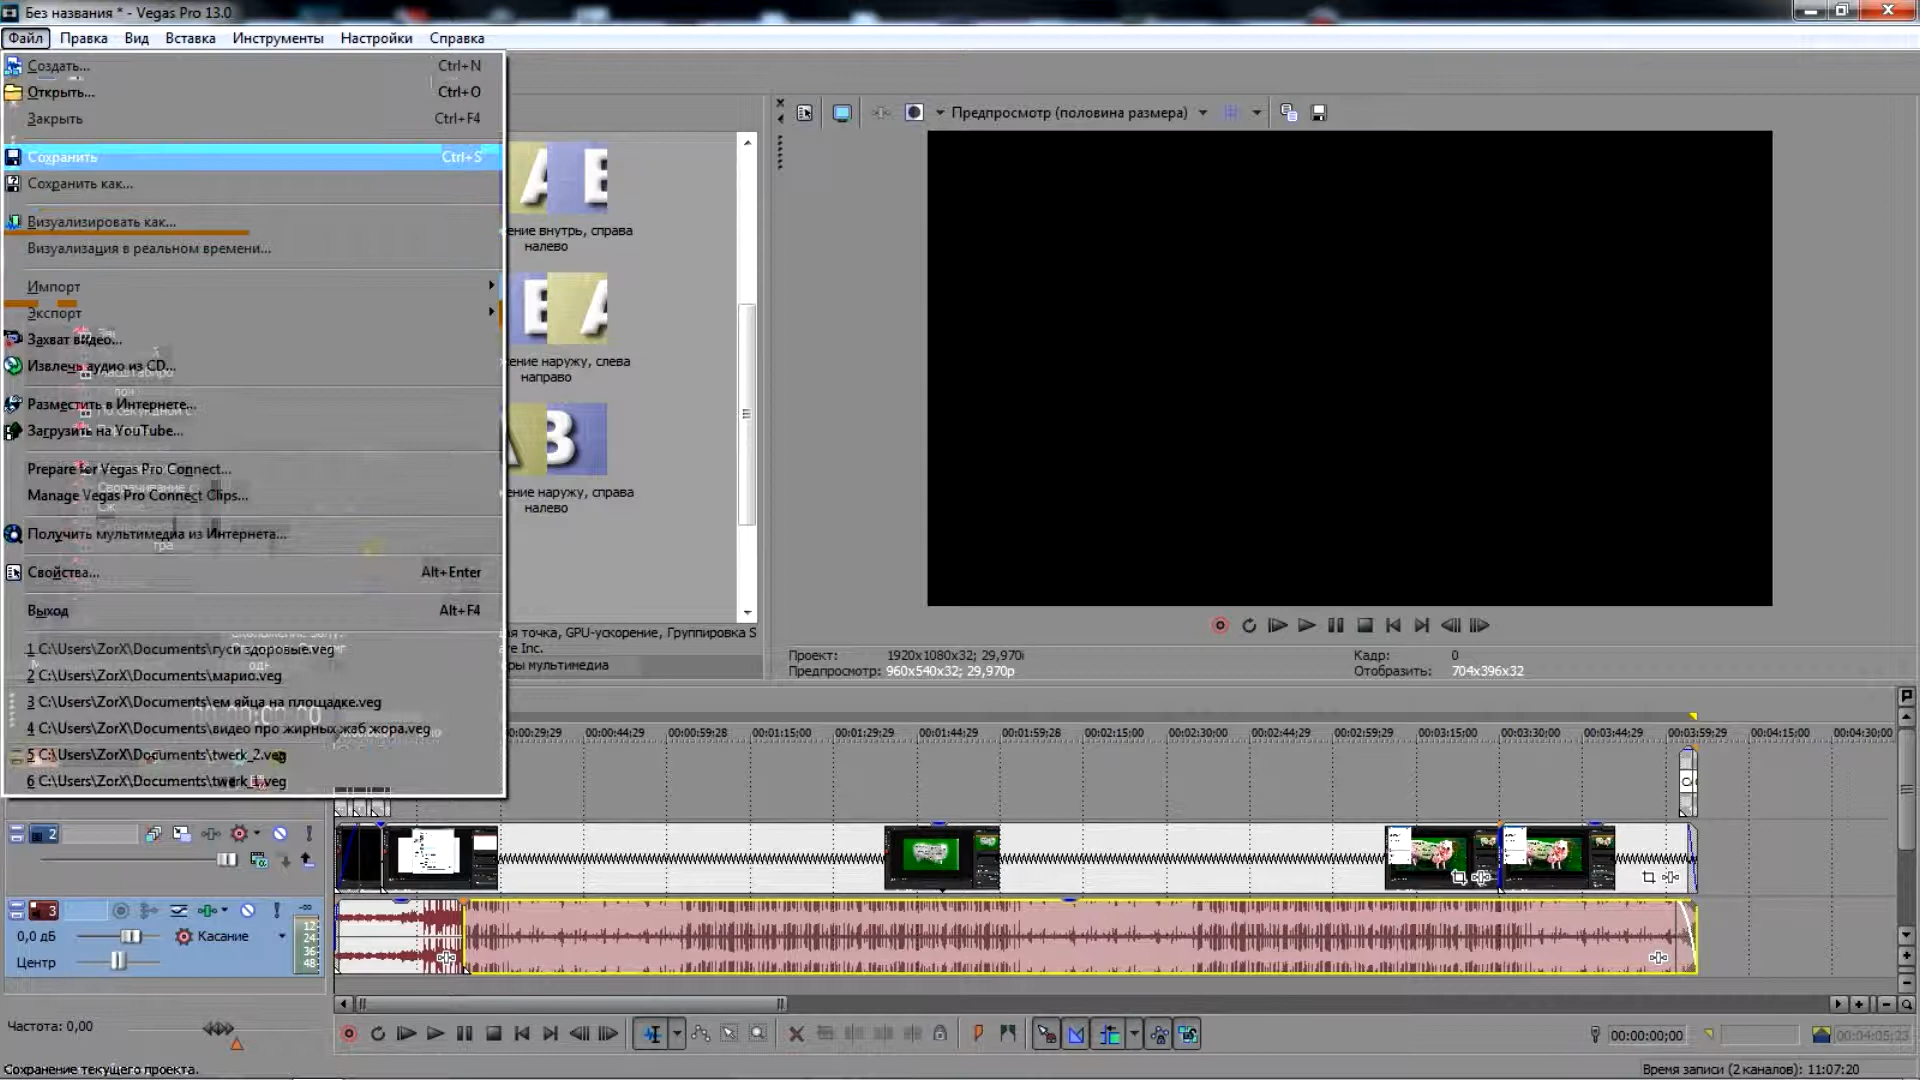 Без названия * - Vegas Pro 13.0
Файл Правка Вид Вставка Инструменты Настройки Справка
Создать... Ctrl+N
Открыть... Ctrl+O
Закрыть Ctrl+F4
Сохранить Ctrl+S
Сохранить как...
Визуализировать как...
Визуализация в реальном времени...
Импорт
Экспорт
Захват видео...
Извлечь аудио из CD...
Разместить в Интернете...
Загрузить на YouTube...
Prepare for Vegas Pro Connect...
Manage Vegas Pro Connect Clips...
Получить мультимедиа из Интернета...
Свойства... Alt+Enter
Выход Alt+F4
1 C:\Users\ZorX\Documents\гуси здоровые.veg
2 C:\Users\ZorX\Documents\марио.veg
3 C:\Users\ZorX\Documents\ем яйца на площадке.veg
4 C:\Users\ZorX\Documents\видео про жирных жаб жора.veg
5 C:\Users\ZorX\Documents\twerk_2.veg
6 C:\Users\ZorX\Documents\twerk_1.veg
ение внутрь, справа
налево
ение наружу, слева
направо
ение наружу, справа
налево
ая точка, GPU-ускорение, Группировка S
ve Inc.
ры мультимедиа
Предпросмотр (половина размера)
Проект: 1920x1080x32; 29,970i
Предпросмотр: 960x540x32; 29,970p
Кадр: 0
Отобразить: 704x396x32
00:00:29;29 00:00:44;29 00:00:59;28 00:01:15;00 00:01:29;29 00:01:44;29 00:01:59;28 00:02:15;00 00:02:30;00 00:02:44;29 00:02:59;29 00:03:15;00 00:03:30;00 00:03:44;29 00:03:59;29 00:04:15;00 00:04:30;00
2
3
0,0 дБ
Касание
Центр
-∞
12
24
36
48
Частота: 0,00
00:00:00;00
00:04:05;23
Сохранение текущего проекта.
Время записи (2 каналов): 11:07:20